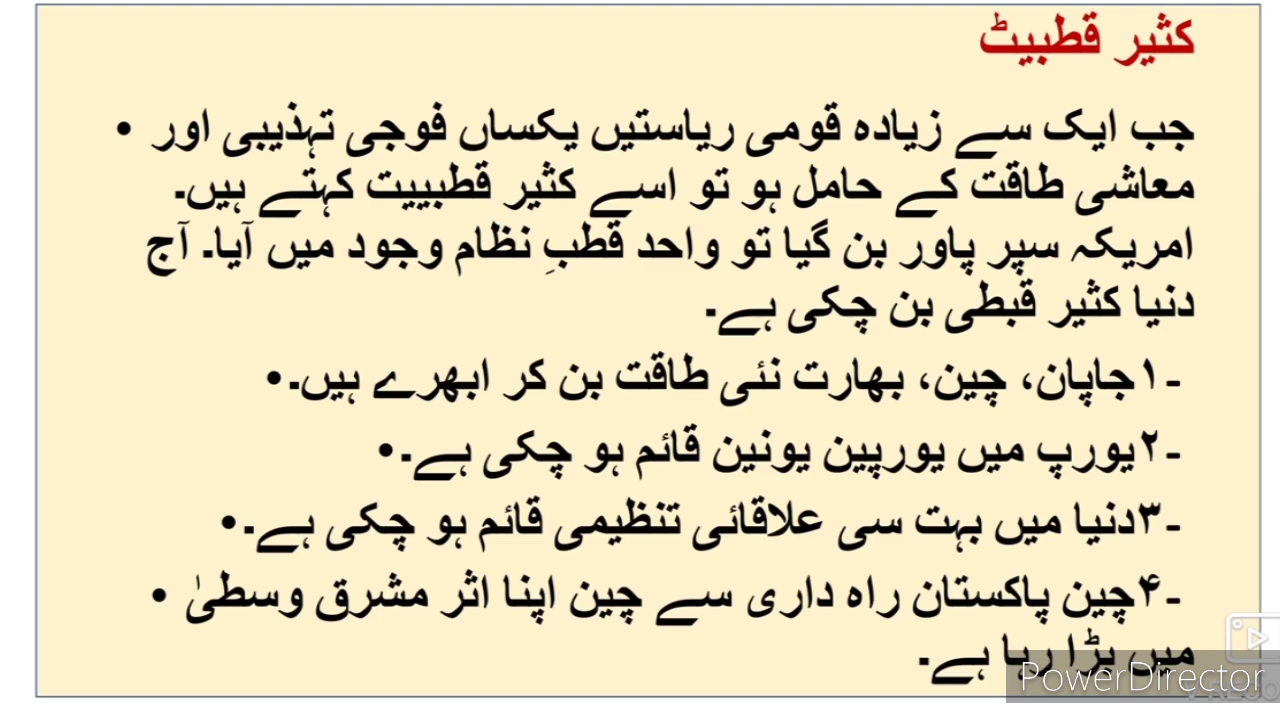 کثیر قطبیٹ
جب ایک سے زیادہ قومی ریاستیں یکساں فوجی تہذیبی اور •
معاشی طاقت کے حامل ہو تو اسے کثیر قطبییت کہتے ہیں۔
امریکہ سپر پاور بن گیا تو واحد قطبِ نظام وجود میں آیا۔ آج
دنیا کثیر قبطی بن چکی ہے۔
۔۱جاپان، چین، بھارت نئی طاقت بن کر ابھرے ہیں۔•
۔۲یورپ میں یورپین یونین قائم ہو چکی ہے۔•
۔۳دنیا میں بہت سی علاقائی تنظیمی قائم ہو چکی ہے۔•
۔۴چین پاکستان راہ داری سے چین اپنا اثر مشرق وسطیٰ •
میں بڑا رہا ہے۔
PowerDirector